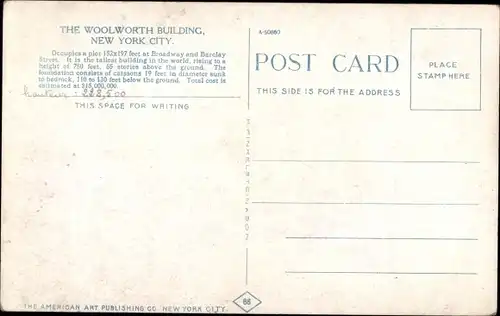 THE WOOLWORTH BUILDING,
NEW YORK CITY.
Occupies a plot 152x197 feet at Broadway and Barclay
Street. It is the tallest building in the world, rising to a
height of 750 feet, 60 stories above the ground. The
foundation consists of caissons 19 feet in diameter sunk
to bedrock, 110 to 130 feet below the ground. Total cost is
estimated at $15,000,000.
hauteur : 228,500
THIS SPACE FOR WRITING
POST CARD
THIS SIDE IS FOR THE ADDRESS
PLACE
STAMP HERE
THE AMERICAN ART PUBLISHING CO. NEW YORK CITY.